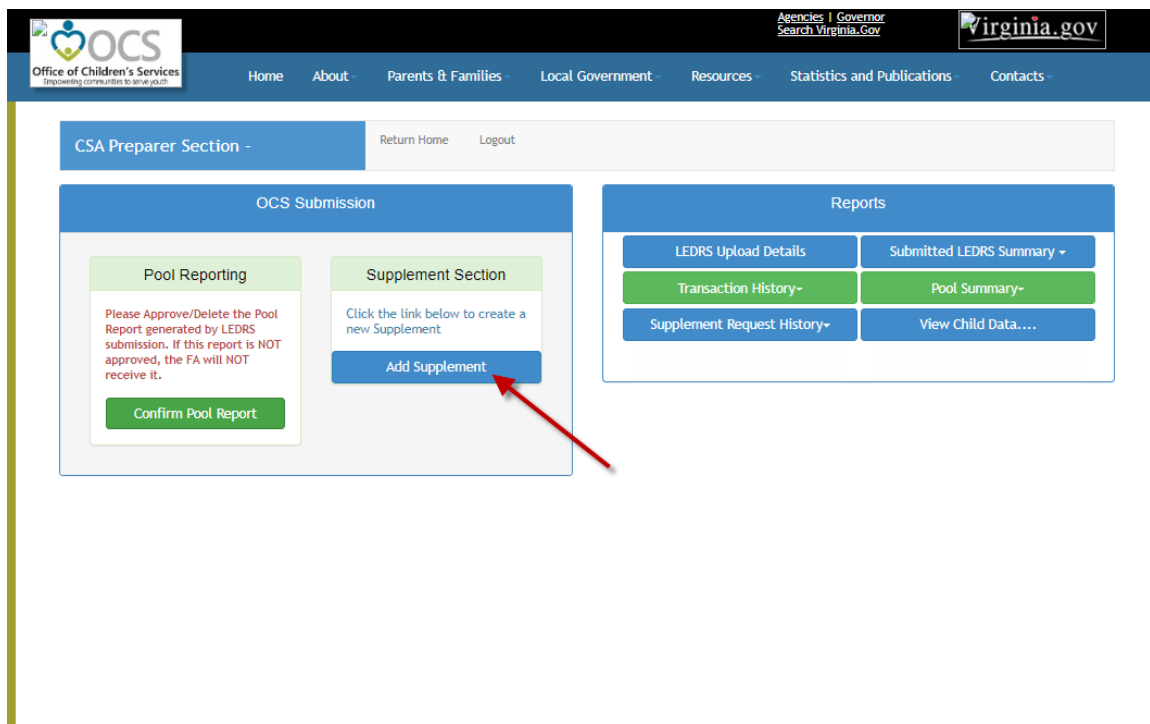 Agencies | Governor
Search Virginia.Gov
Virginia.gov
OCS
Office of Children's Services
Empowering communities to serve youth
Home About Parents & Families Local Government Resources Statistics and Publications Contacts
CSA Preparer Section -
Return Home Logout
OCS Submission
Pool Reporting
Please Approve/Delete the Pool
Report generated by LEDRS
submission. If this report is NOT
approved, the FA will NOT
receive it.
Confirm Pool Report
Supplement Section
Click the link below to create a
new Supplement
Add Supplement
Reports
LEDRS Upload Details
Submitted LEDRS Summary
Transaction History
Pool Summary
Supplement Request History
View Child Data....